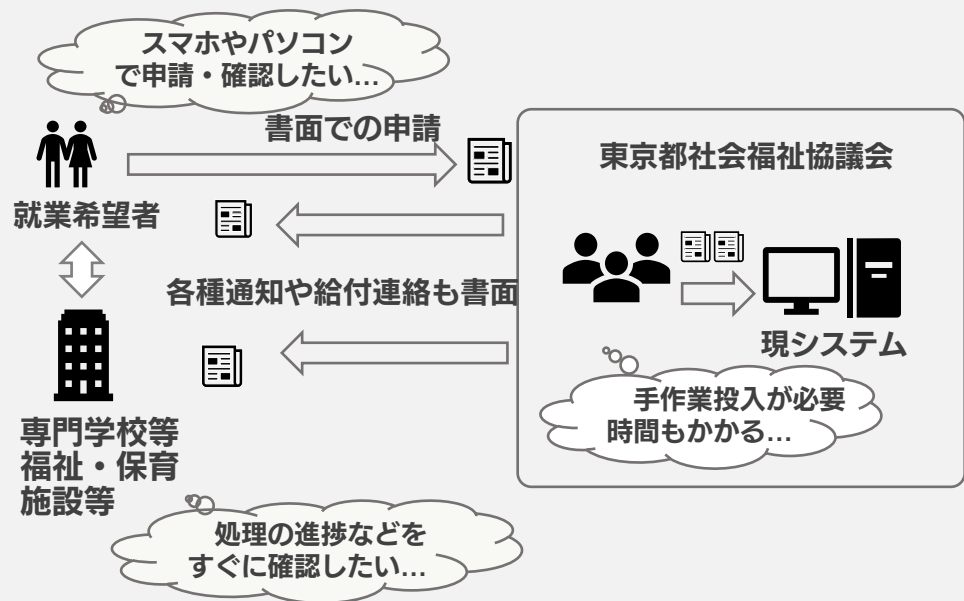 スマホやパソコン
で申請・確認したい…
書面での申請
東京都社会福祉協議会
就業希望者
各種通知や給付連絡も書面
現システム
手作業投入が必要
時間もかかる…
専門学校等
福祉・保育
施設等
処理の進捗などを
すぐに確認したい…